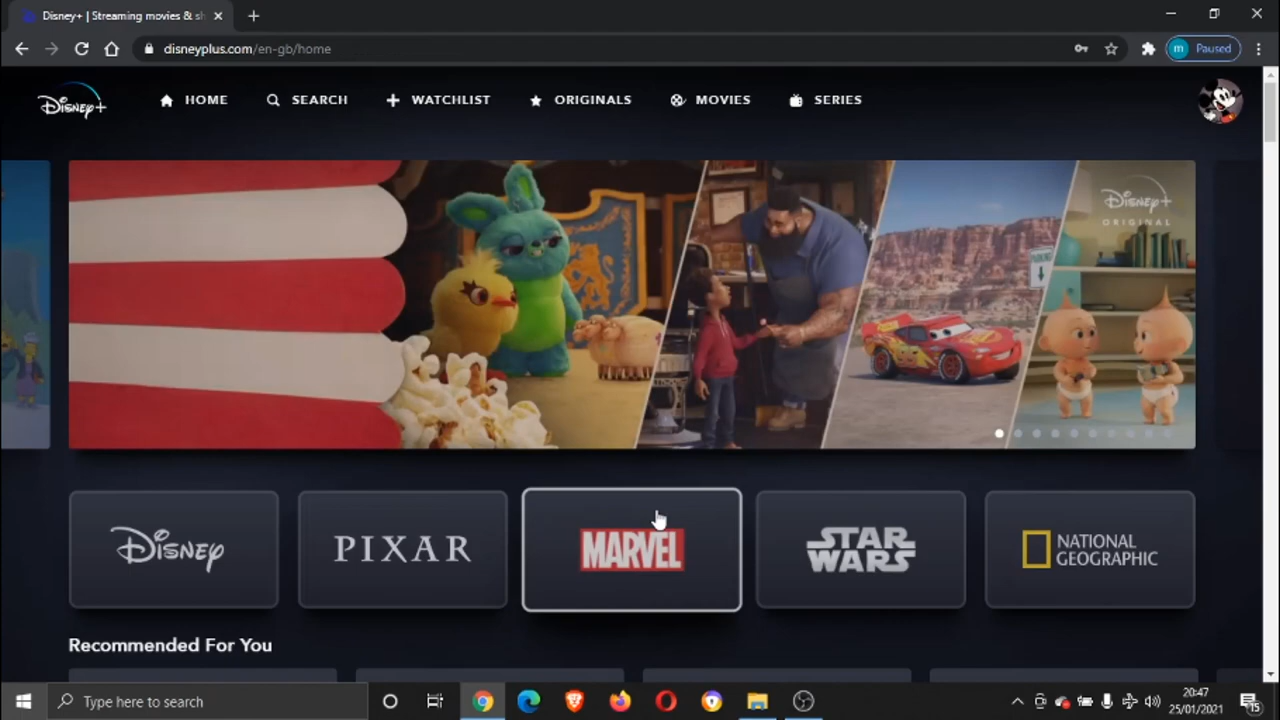 Disney+ | Streaming movies & sh
disneyplus.com/en-gb/home
m Paused
Disney+
HOME
SEARCH
WATCHLIST
ORIGINALS
MOVIES
SERIES
Disney+
ORIGINAL
PARKING
DISNEY
PIXAR
MARVEL
STAR
WARS
NATIONAL
GEOGRAPHIC
Recommended For You
Type here to search
20:47
25/01/2021
15